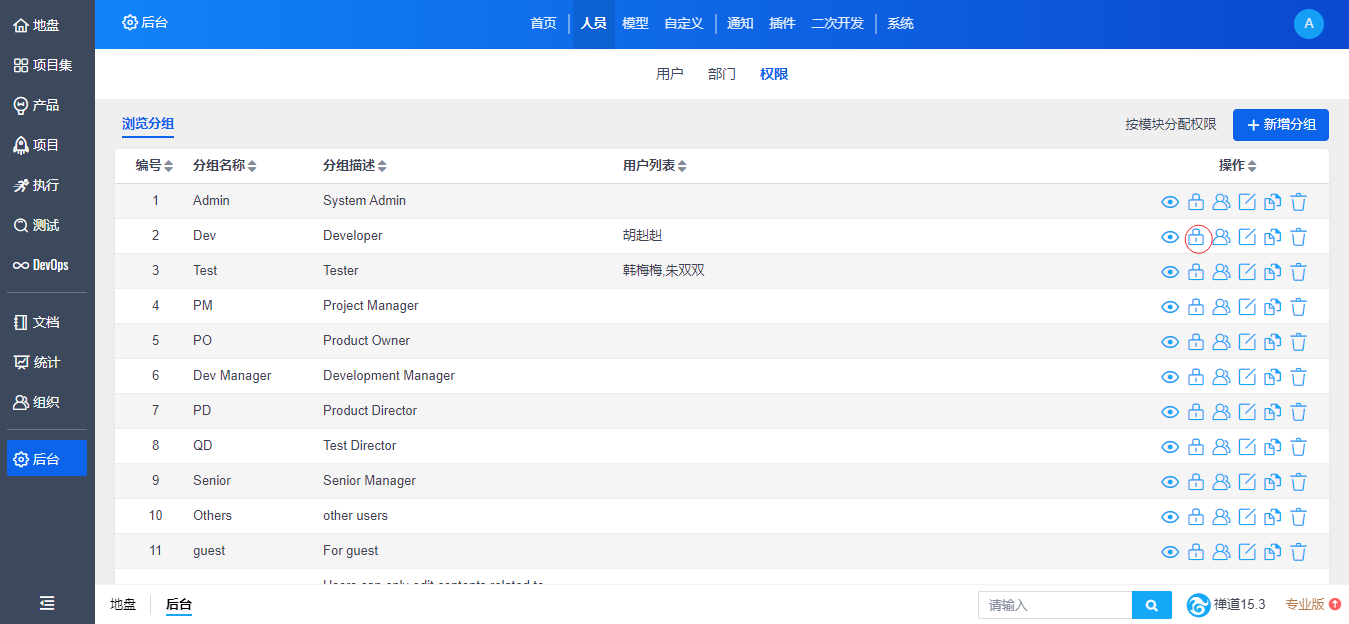 地盘
项目集
产品
项目
执行
测试
DevOps
文档
统计
组织
后台
后台
首页 人员 模型 自定义 通知 插件 二次开发 系统
A
用户 部门 权限
浏览分组
按模块分配权限
新增分组
编号 分组名称 分组描述 用户列表 操作
1 Admin System Admin
2 Dev Developer 胡赳赳
3 Test Tester 韩梅梅,朱双双
4 PM Project Manager
5 PO Product Owner
6 Dev Manager Development Manager
7 PD Product Director
8 QD Test Director
9 Senior Senior Manager
10 Others other users
11 guest For guest
Users can only edit contents related to
地盘 后台
请输入
禅道15.3
专业版